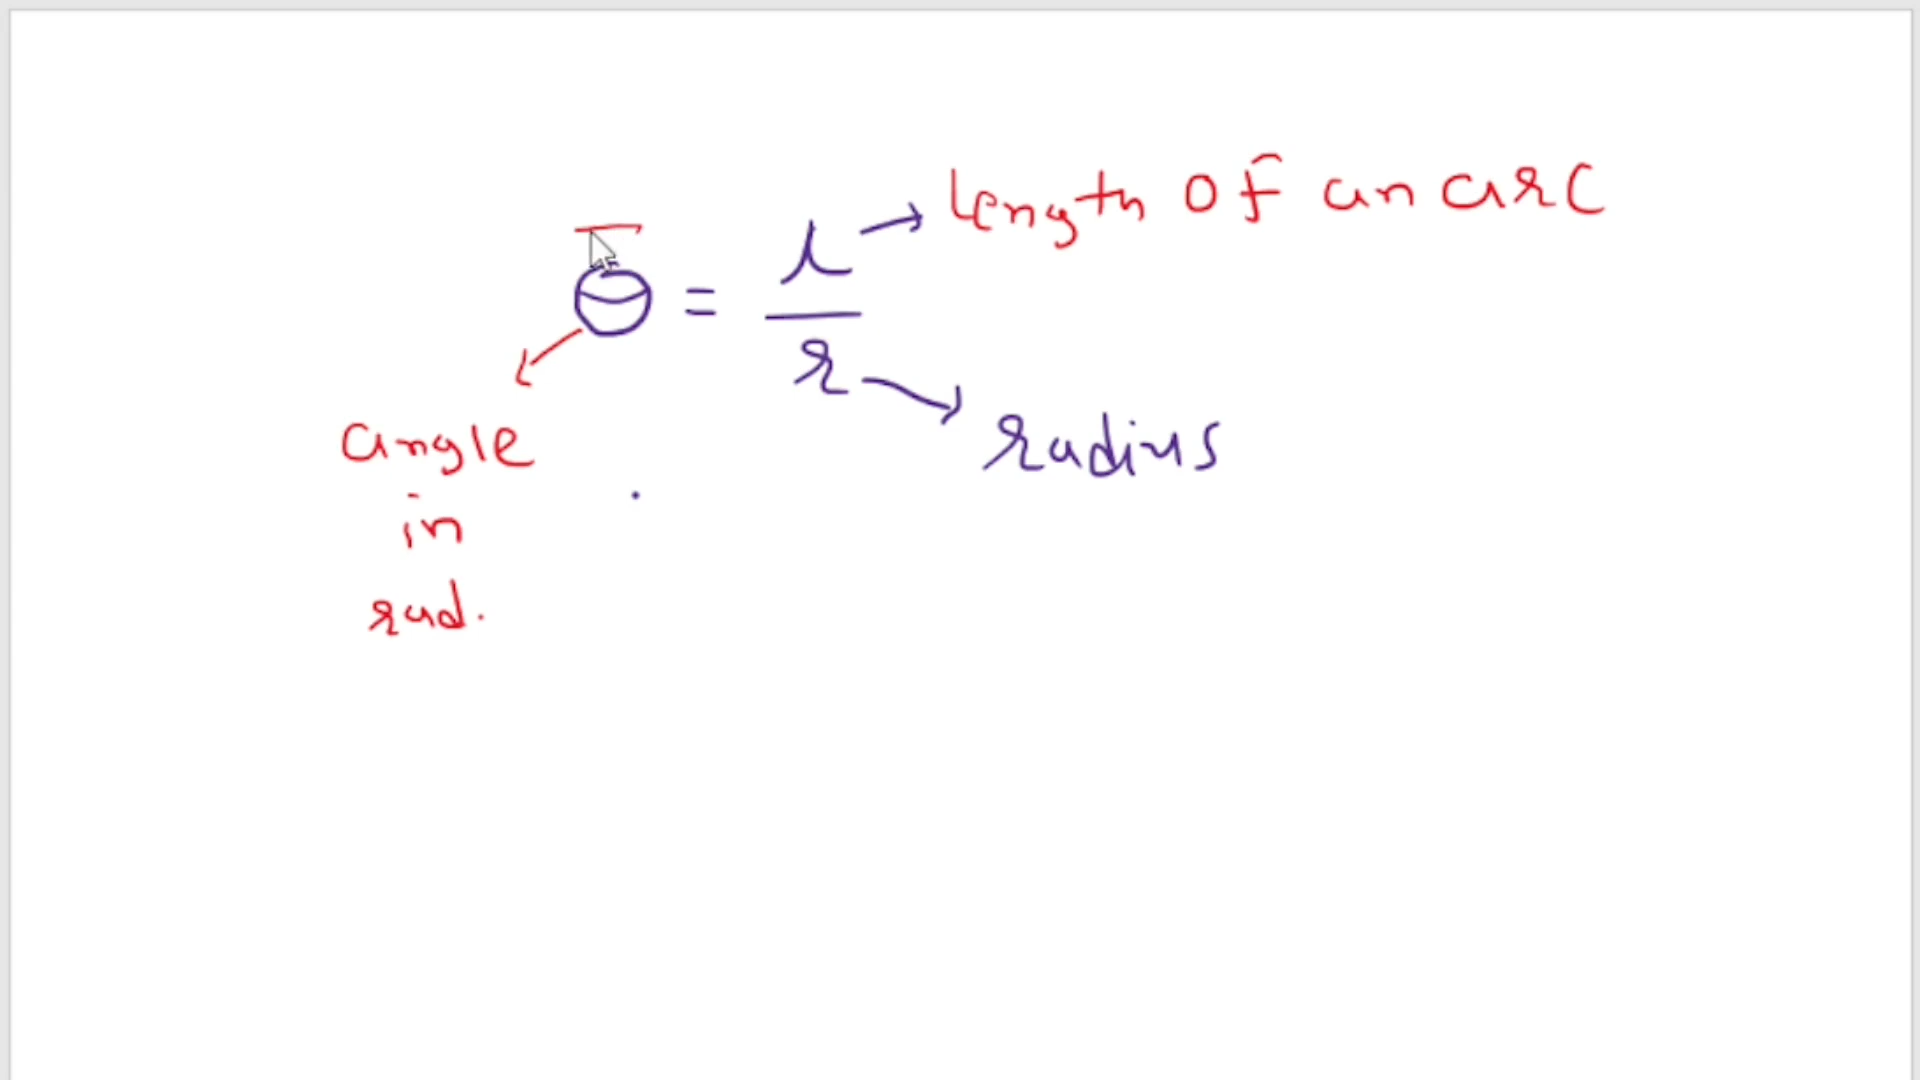 θ = l/r → length of an arc
→ radius
angle
in
rad.